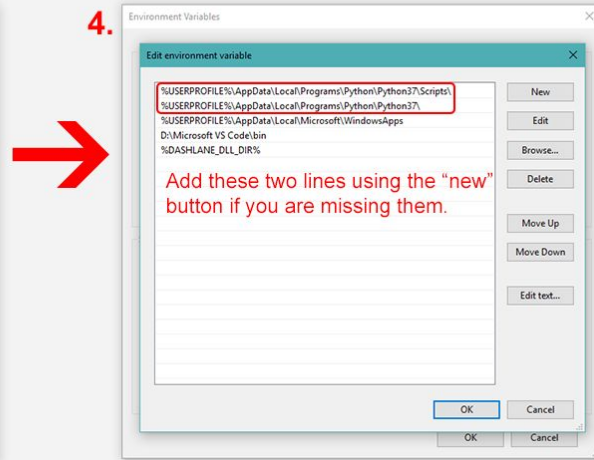 4.
Environment Variables
Edit environment variable
%USERPROFILE%\AppData\Local\Programs\Python\Python37\Scripts\
%USERPROFILE%\AppData\Local\Programs\Python\Python37\
%USERPROFILE%\AppData\Local\Microsoft\WindowsApps
D:\Microsoft VS Code\bin
%DASHLANE_DLL_DIR%
Add these two lines using the “new”
button if you are missing them.
New
Edit
Browse...
Delete
Move Up
Move Down
Edit text...
OK
Cancel
OK
Cancel